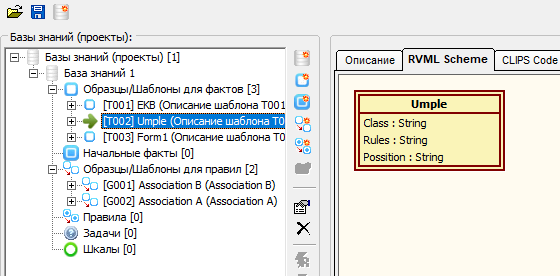 Базы знаний (проекты):
Базы знаний (проекты) [1]
База знаний 1
Образцы/Шаблоны для фактов [3]
[T001] EKB (Описание шаблона T001
[T002] Umple (Описание шаблона T0
[T003] Form1 (Описание шаблона T0
Начальные факты [0]
Образцы/Шаблоны для правил [2]
[G001] Association B (Association B)
[G002] Association A (Association A)
Правила [0]
Задачи [0]
Шкалы [0]
Описание
RVML Scheme
CLIPS Code
Umple
Class : String
Rules : String
Possition : String